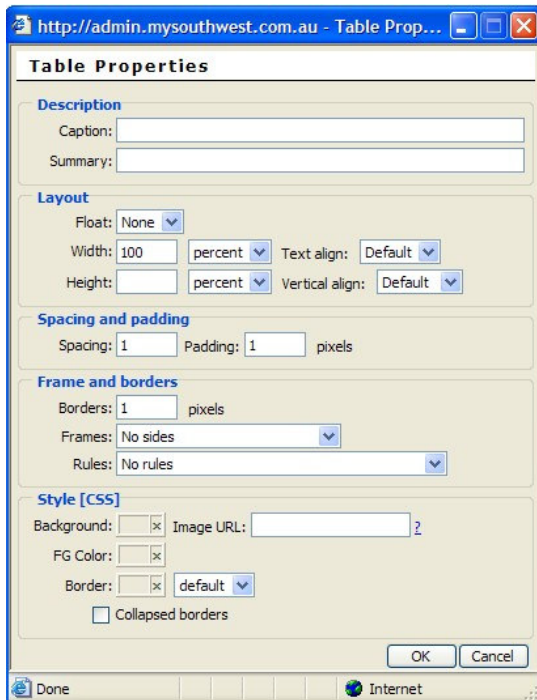 http://admin.mysouthwest.com.au - Table Prop...
Table Properties
Description
Caption:
Summary:
Layout
Float: None
Width: 100 percent Text align: Default
Height: percent Vertical align: Default
Spacing and padding
Spacing: 1 Padding: 1 pixels
Frame and borders
Borders: 1 pixels
Frames: No sides
Rules: No rules
Style [CSS]
Background: x Image URL: ?
FG Color: x
Border: x default
Collapsed borders
OK Cancel
Done Internet